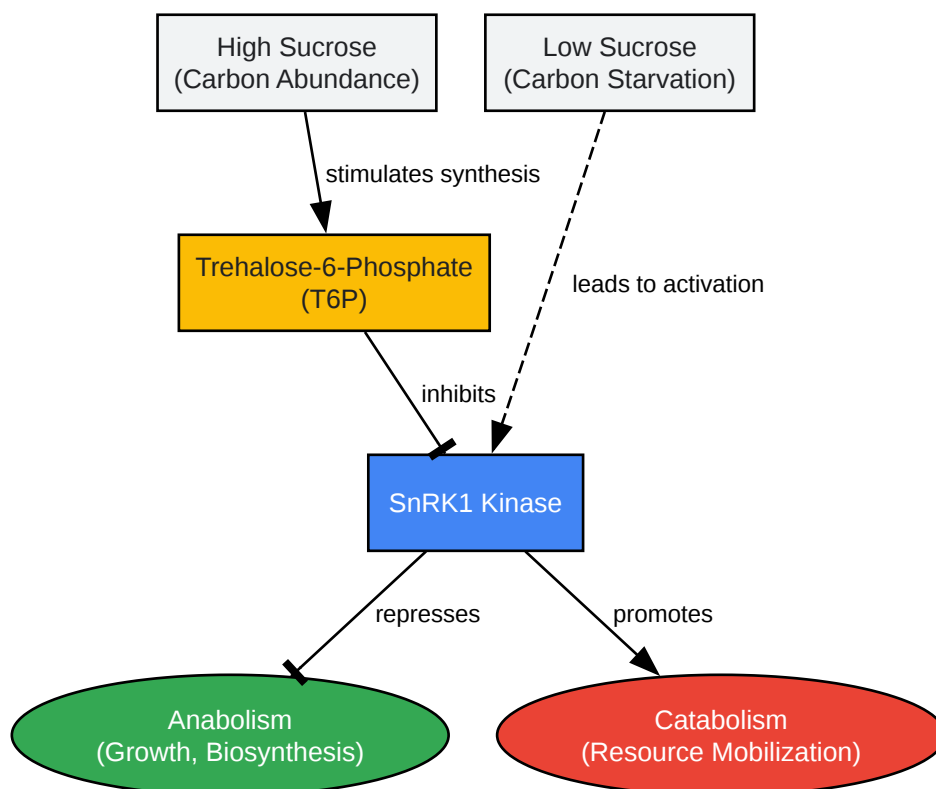 High Sucrose
(Carbon Abundance)
Low Sucrose
(Carbon Starvation)
stimulates synthesis
Trehalose-6-Phosphate
(T6P)
leads to activation
inhibits
SnRK1 Kinase
represses
promotes
Anabolism
(Growth, Biosynthesis)
Catabolism
(Resource Mobilization)